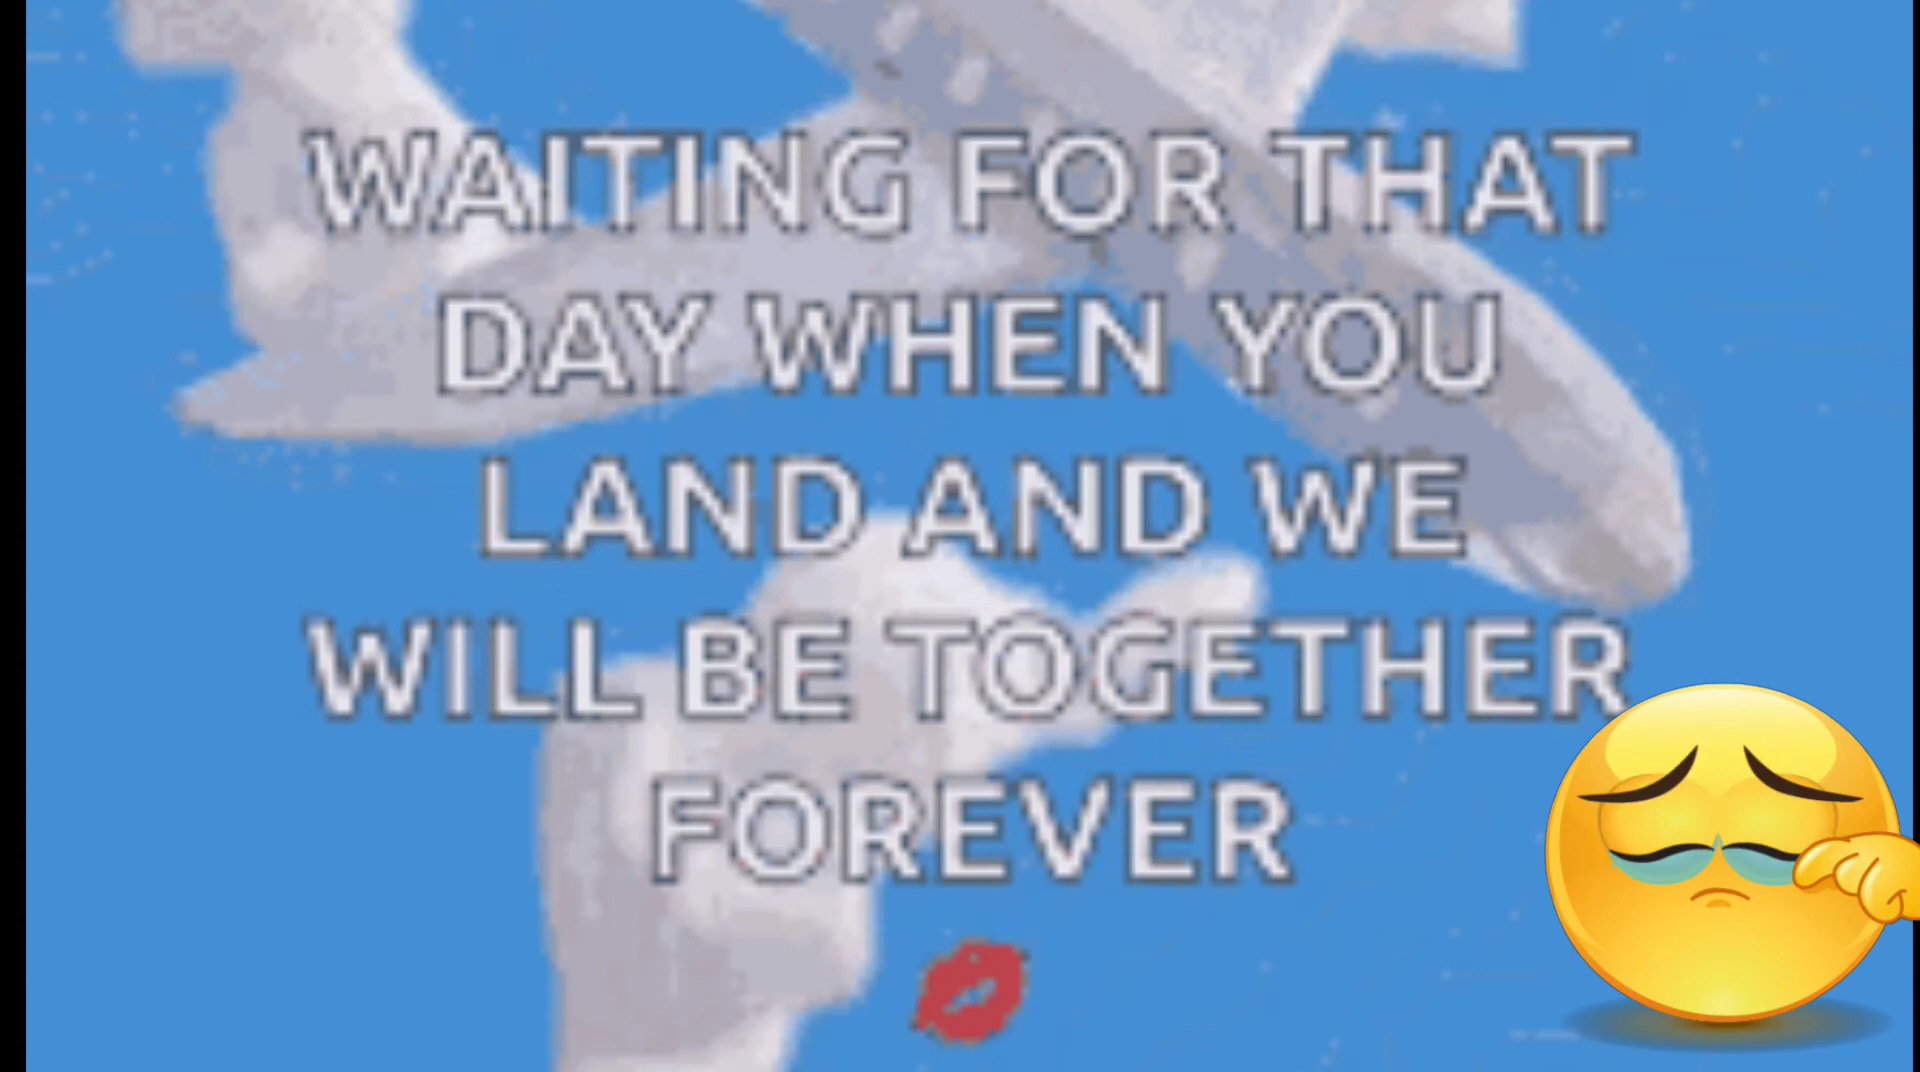 WAITING FOR THAT
DAY WHEN YOU
LAND AND WE
WILL BE TOGETHER
FOREVER